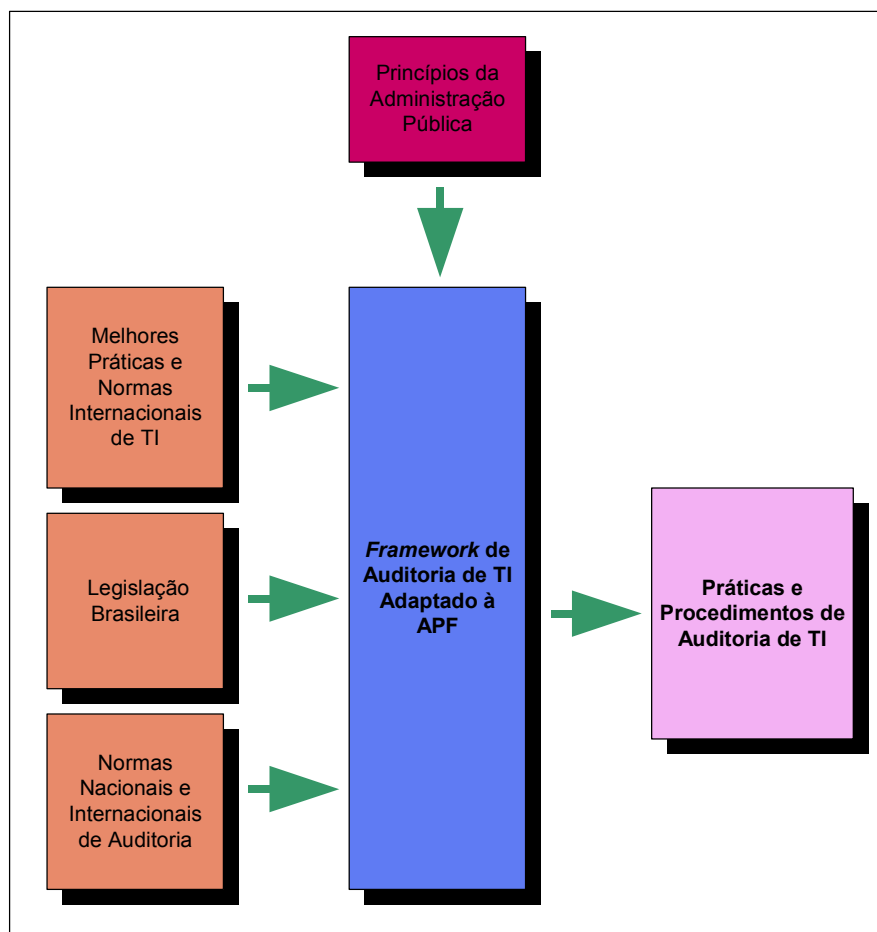 Princípios da
Administração
Pública
Melhores
Práticas e
Normas
Internacionais
de TI
Legislação
Brasileira
Normas
Nacionais e
Internacionais
de Auditoria
Framework de
Auditoria de TI
Adaptado à
APF
Práticas e
Procedimentos de
Auditoria de TI